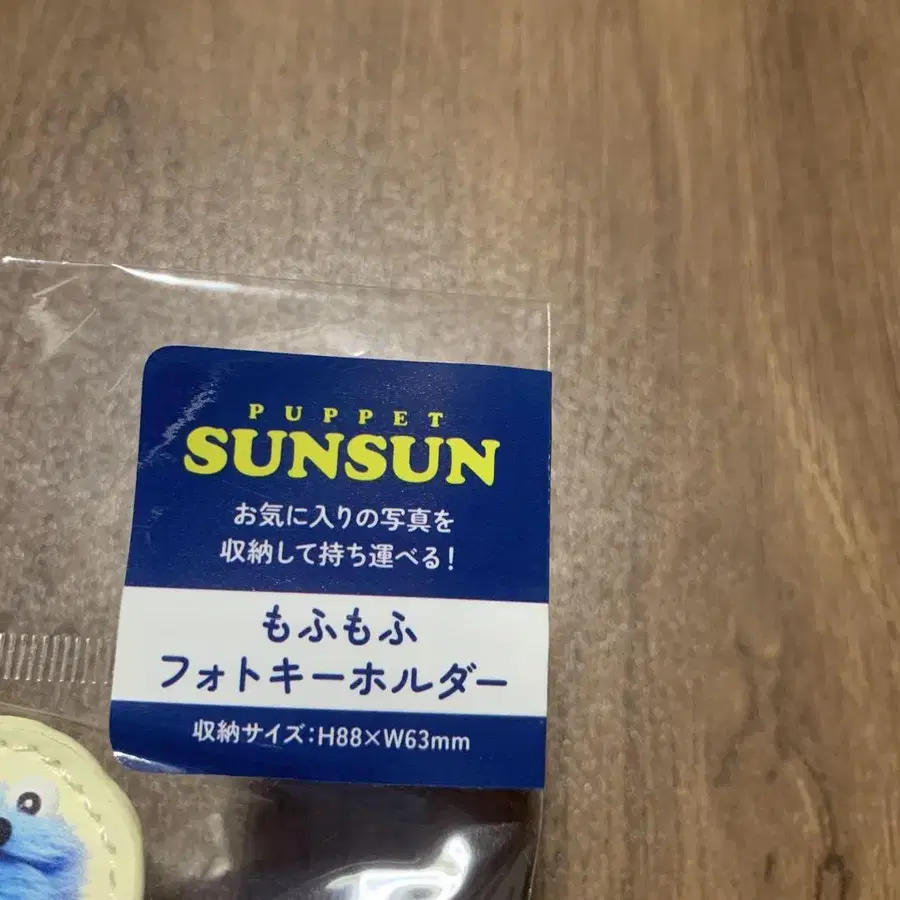 PUPPET
SUNSUN
お気に入りの写真を
収納して持ち運べる!
もふもふ
フォトキーホルダー
収納サイズ:H88×W63mm